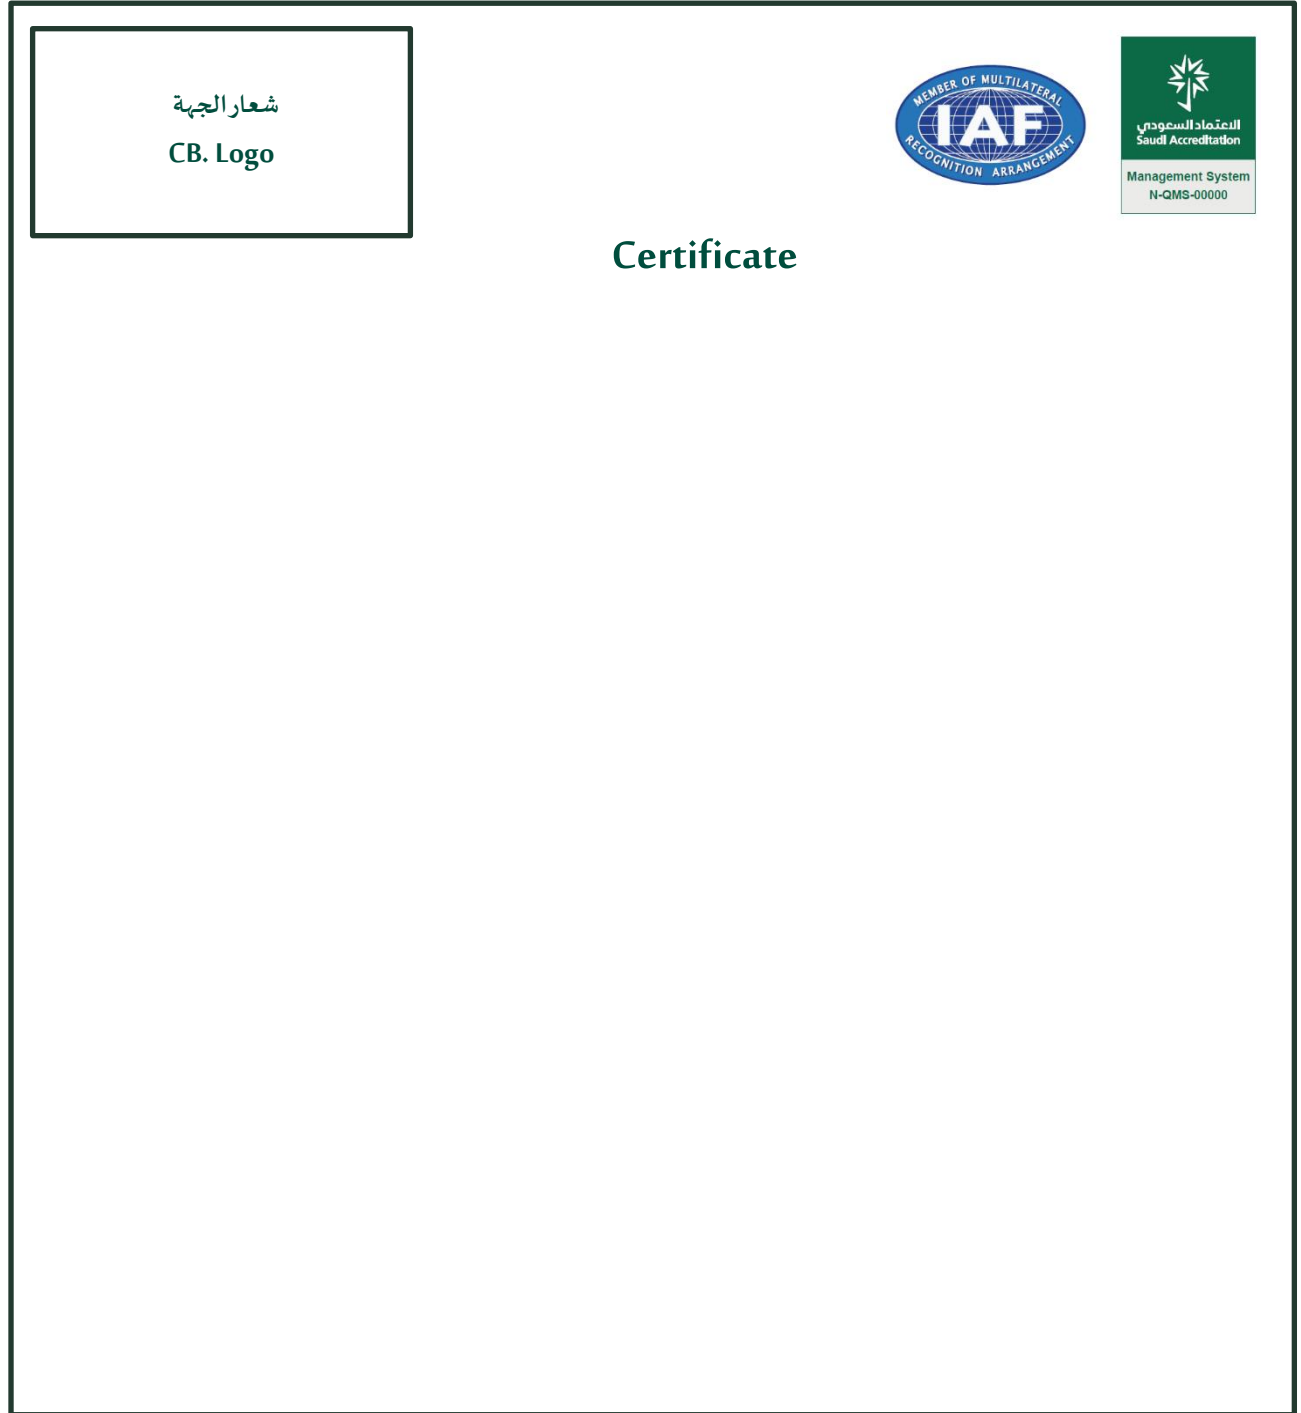 شعار الجهة
CB. Logo
MEMBER OF MULTILATERAL
IAF
RECOGNITION ARRANGEMENT
الاعتماد السعودي
Saudi Accreditation
Management System
N-QMS-00000
Certificate